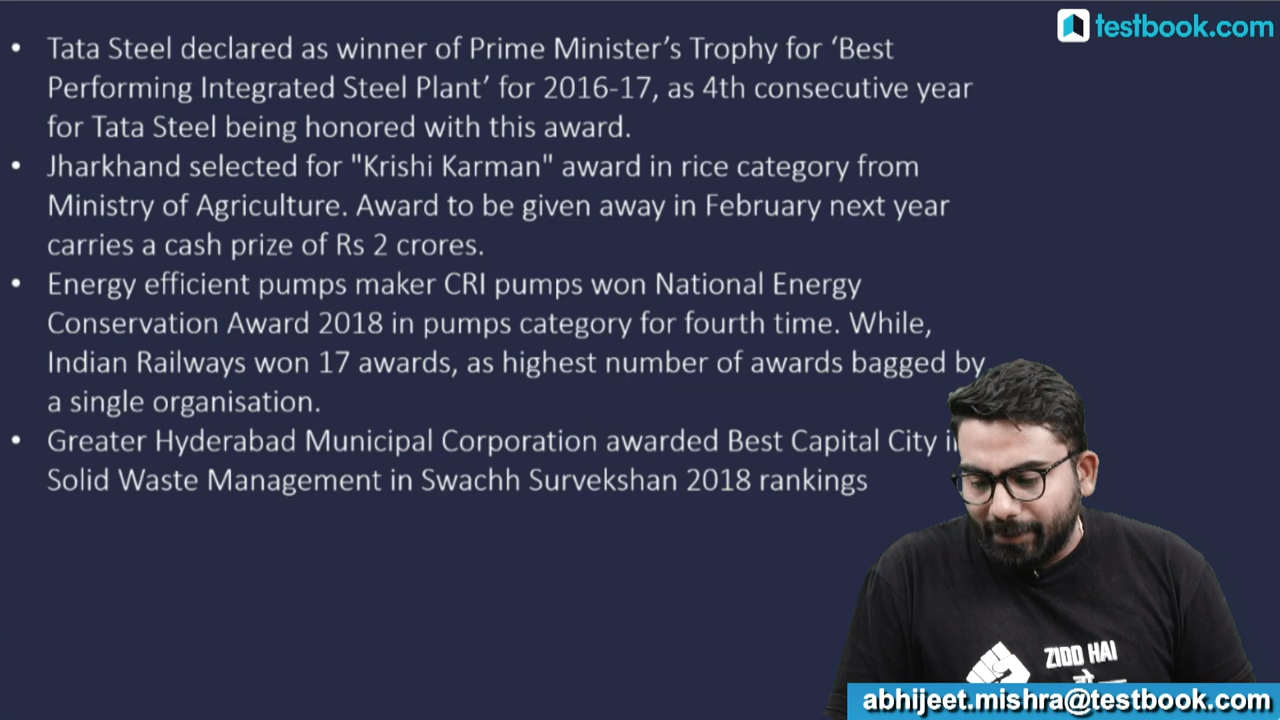 testbook.com
• Tata Steel declared as winner of Prime Minister’s Trophy for ‘Best
Performing Integrated Steel Plant’ for 2016-17, as 4th consecutive year
for Tata Steel being honored with this award.
• Jharkhand selected for "Krishi Karman" award in rice category from
Ministry of Agriculture. Award to be given away in February next year
carries a cash prize of Rs 2 crores.
• Energy efficient pumps maker CRI pumps won National Energy
Conservation Award 2018 in pumps category for fourth time. While,
Indian Railways won 17 awards, as highest number of awards bagged by
a single organisation.
• Greater Hyderabad Municipal Corporation awarded Best Capital City
Solid Waste Management in Swachh Survekshan 2018 rankings
ZIDD HAI
abhijeet.mishra@testbook.com